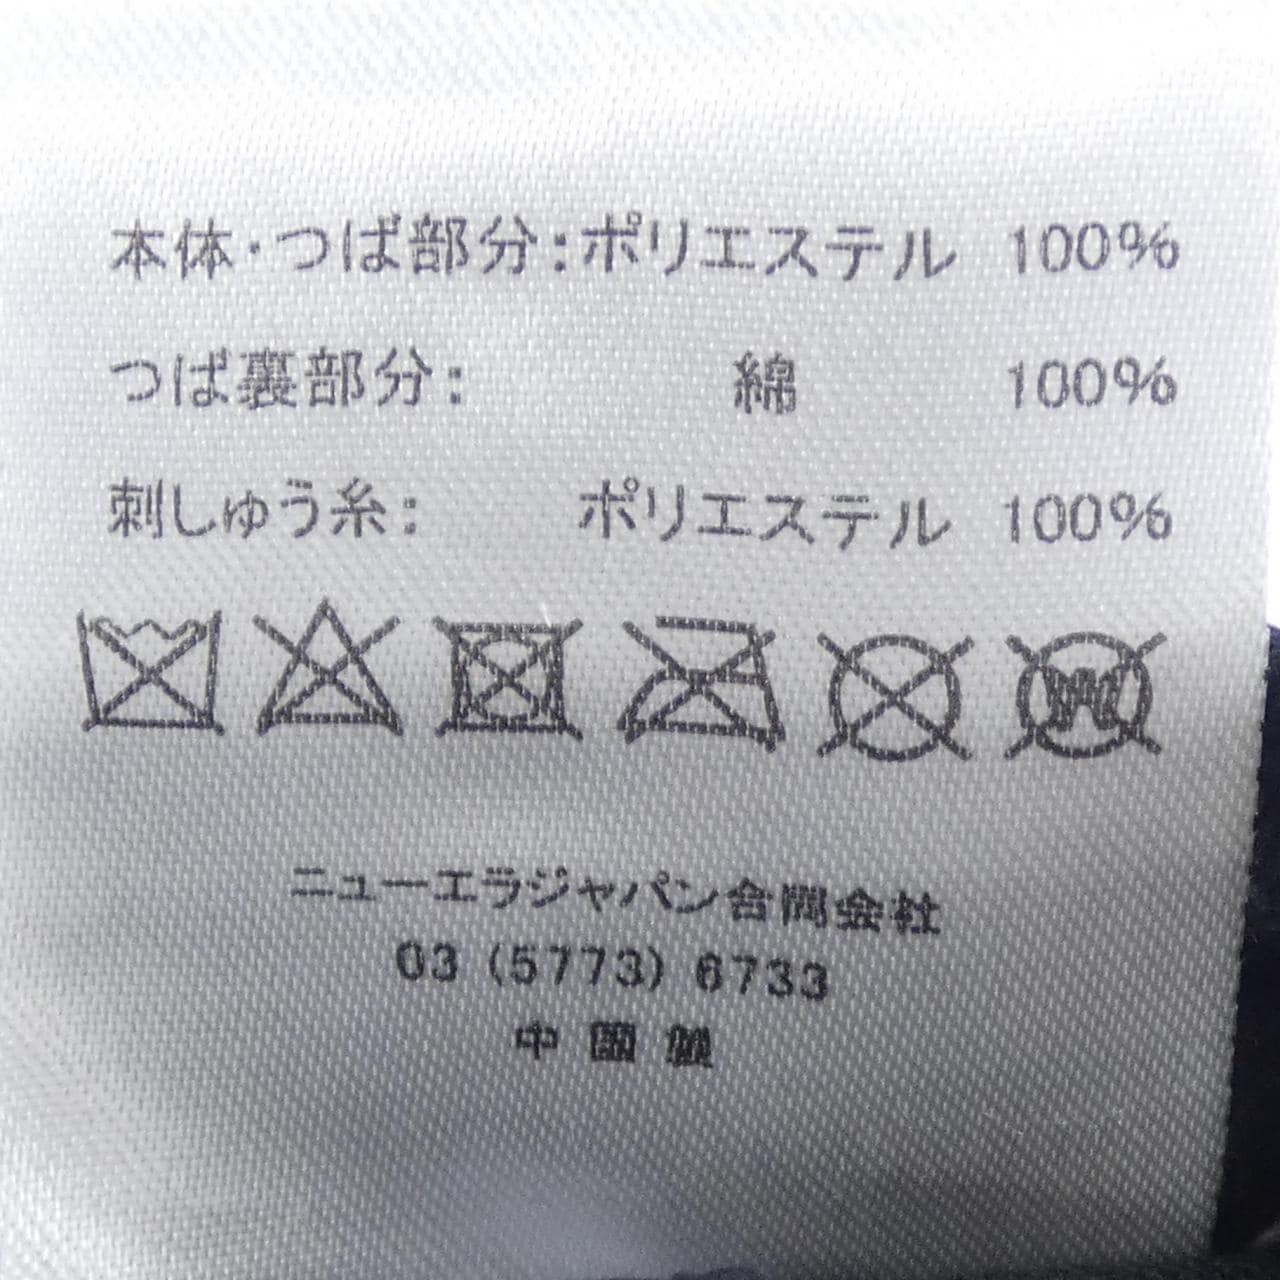 本体・つば部分:ポリエステル 100%
つば裏部分: 綿 100%
刺しゅう糸: ポリエステル 100%
ニューエラジャパン合同会社
03 (5773) 6733
中国製